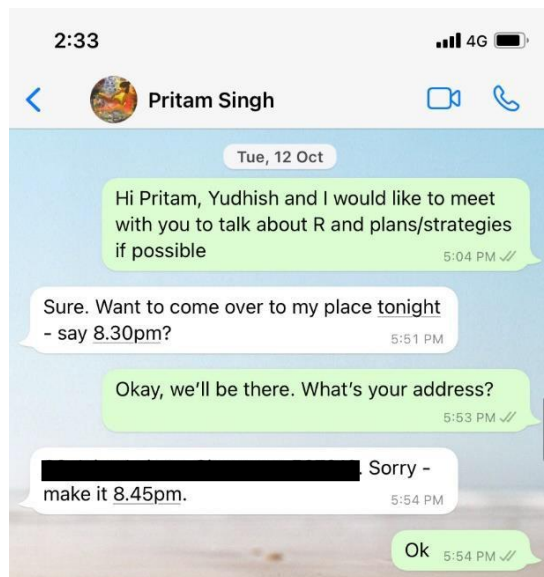 2:33 4G
Pritam Singh
Tue, 12 Oct
Hi Pritam, Yudhish and I would like to meet
with you to talk about R and plans/strategies
if possible
5:04 PM
Sure. Want to come over to my place tonight
- say 8.30pm?
5:51 PM
Okay, we'll be there. What's your address?
5:53 PM
. Sorry -
make it 8.45pm.
5:54 PM
Ok 5:54 PM